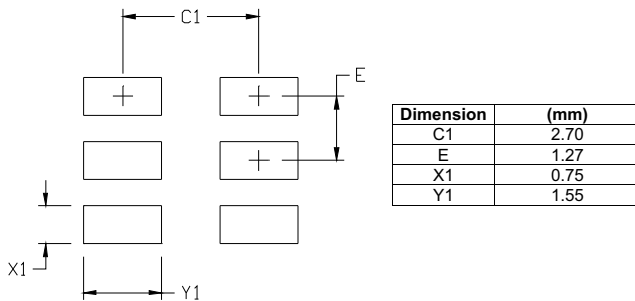 C1
E
X1
Y1
Dimension (mm)
C1 2.70
E 1.27
X1 0.75
Y1 1.55